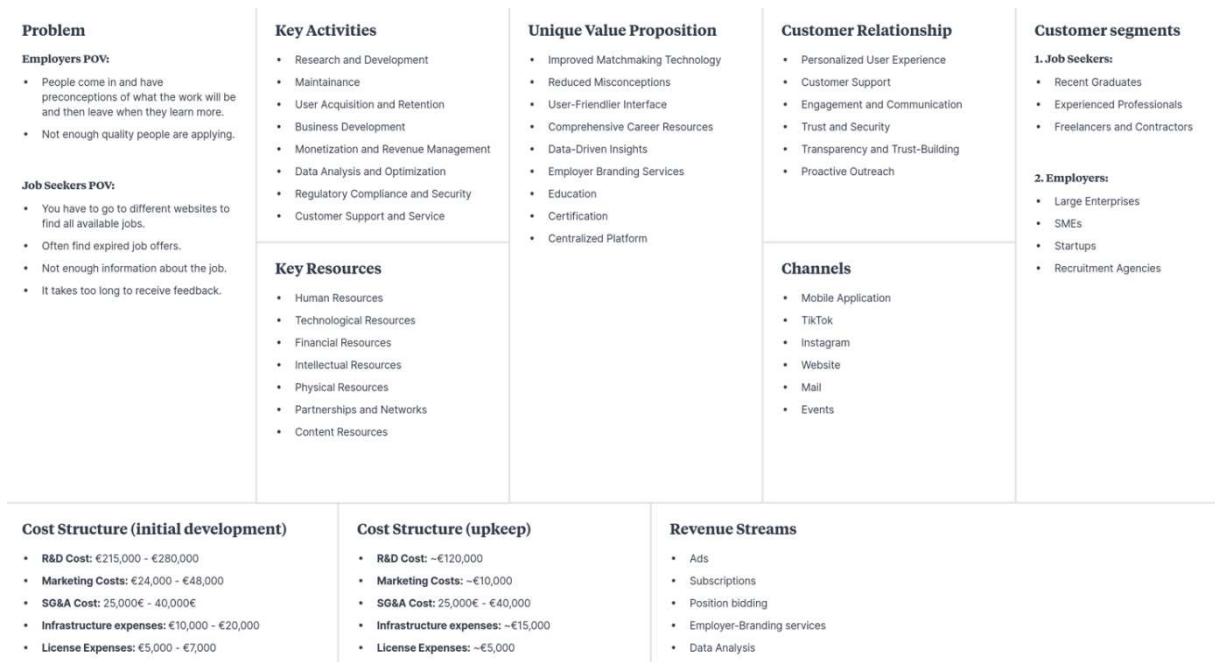 Problem
Employers POV:
People come in and have
preconceptions of what the work will be
and then leave when they learn more.
Not enough quality people are applying.
Job Seekers POV:
You have to go to different websites to
find all available jobs.
Often find expired job offers.
Not enough information about the job.
It takes too long to receive feedback.
Key Activities
Research and Development
Maintainance
User Acquisition and Retention
Business Development
Monetization and Revenue Management
Data Analysis and Optimization
Regulatory Compliance and Security
Customer Support and Service
Key Resources
Human Resources
Technological Resources
Financial Resources
Intellectual Resources
Physical Resources
Partnerships and Networks
Content Resources
Unique Value Proposition
Improved Matchmaking Technology
Reduced Misconceptions
User-Friendlier Interface
Comprehensive Career Resources
Data-Driven Insights
Employer Branding Services
Education
Certification
Centralized Platform
Customer Relationship
Personalized User Experience
Customer Support
Engagement and Communication
Trust and Security
Transparency and Trust-Building
Proactive Outreach
Channels
Mobile Application
TikTok
Instagram
Website
Mail
Events
Customer segments
1. Job Seekers:
Recent Graduates
Experienced Professionals
Freelancers and Contractors
2. Employers:
Large Enterprises
SMEs
Startups
Recruitment Agencies
Cost Structure (initial development)
R&D Cost: €215,000 - €280,000
Marketing Costs: €24,000 - €48,000
SG&A Cost: 25,000€ - 40,000€
Infrastructure expenses: €10,000 - €20,000
License Expenses: €5,000 - €7,000
Cost Structure (upkeep)
R&D Cost: ~€120,000
Marketing Costs: ~€10,000
SG&A Cost: 25,000€ - €40,000
Infrastructure expenses: ~€15,000
License Expenses: ~€5,000
Revenue Streams
Ads
Subscriptions
Position bidding
Employer-Branding services
Data Analysis